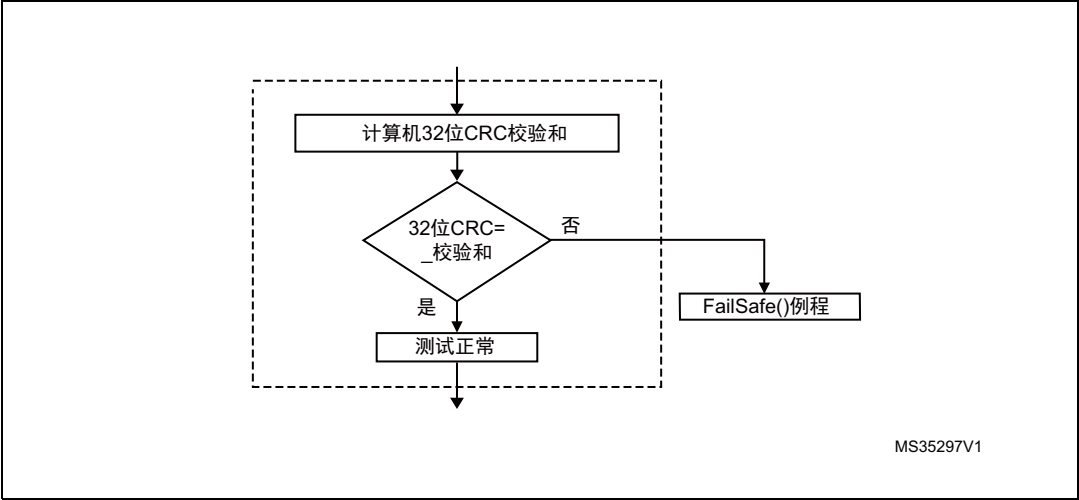 计算机32位CRC校验和
32位CRC=
_校验和
否
是
FailSafe()例程
测试正常
MS35297V1